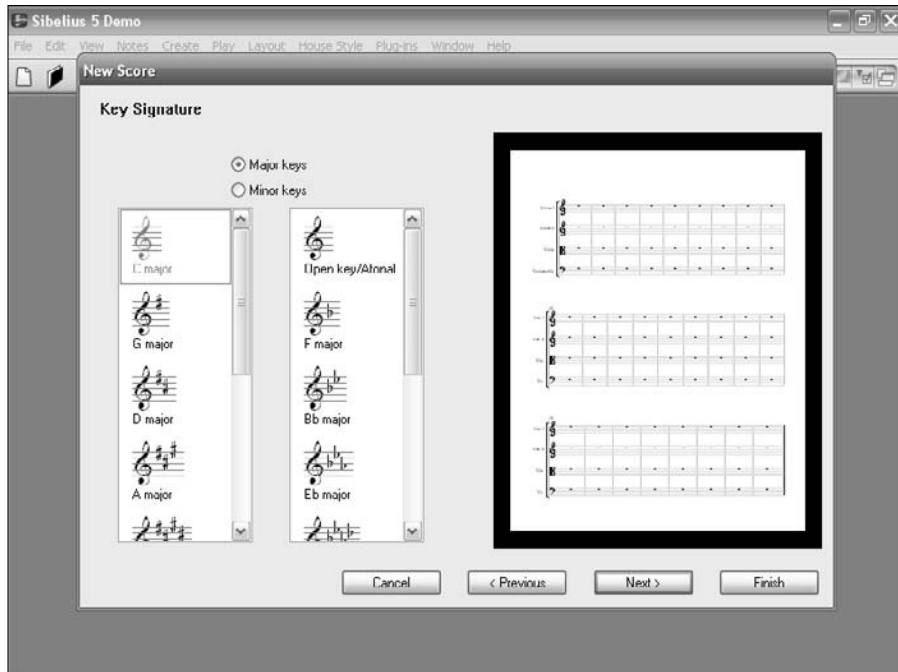 Sibelius 5 Demo
File Edit View Notes Create Play Layout House Style Plug-ins Window Help
New Score
Key Signature
Major keys
Minor keys
C major
Open key/Atonal
G major
F major
D major
Bb major
A major
Eb major
Cancel
< Previous
Next >
Finish